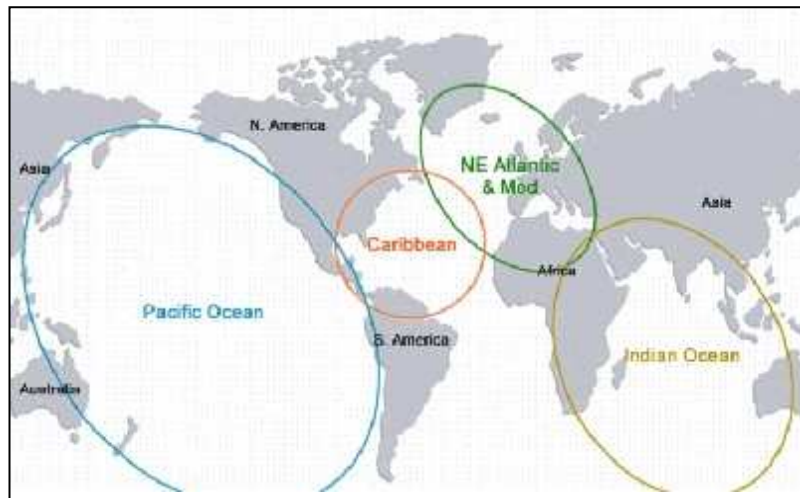 N. America
NE Atlantic
& Med
Asia
Asia
Caribbean
Africa
Pacific Ocean
S. America
Indian Ocean
Australia